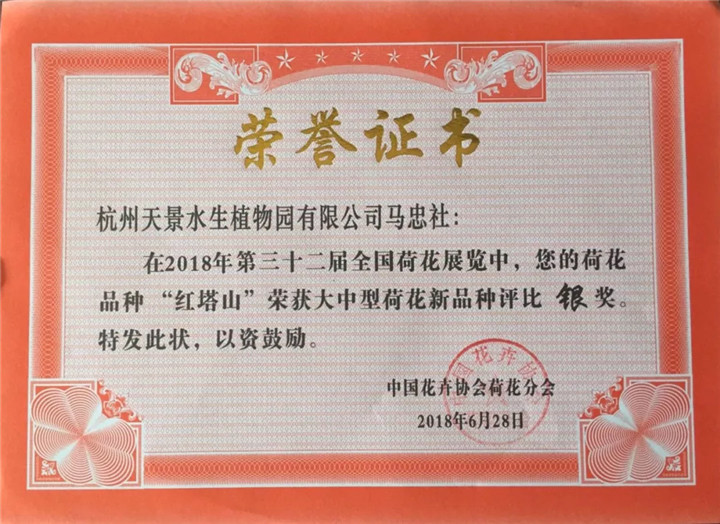 荣誉证书
杭州天景水生植物园有限公司马忠社：
在2018年第三十二届全国荷花展览中，您的荷花
品种“红塔山”荣获大中型荷花新品种评比 银奖。
特发此状，以资鼓励。
中国花卉协会荷花分会
2018年6月28日